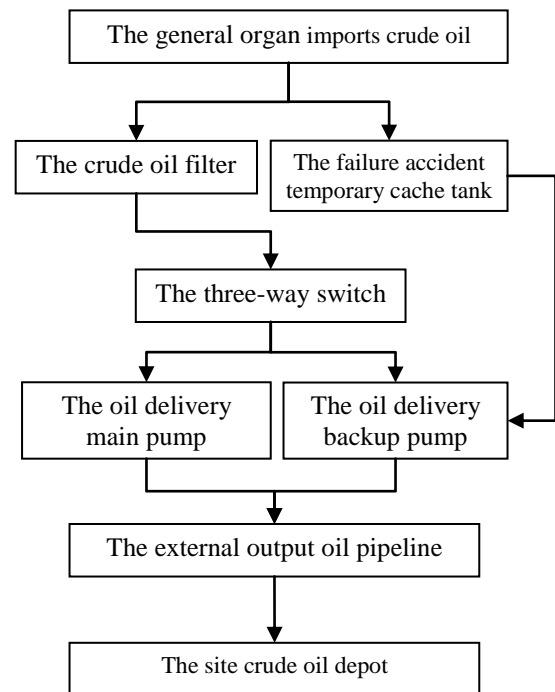 The general organ imports crude oil
The crude oil filter
The failure accident
temporary cache tank
The three-way switch
The oil delivery
main pump
The oil delivery
backup pump
The external output oil pipeline
The site crude oil depot